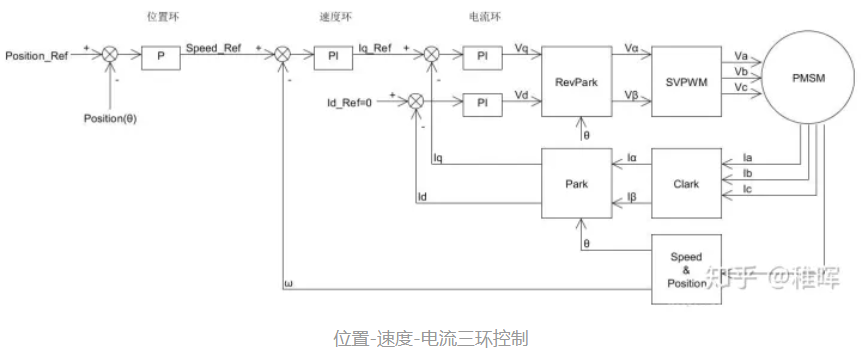 位置环 速度环 电流环
Position_Ref + - P Speed_Ref + - PI Iq_Ref + - PI Vq RevPark Vα SVPWM Va Vb Vc PMSM
Position(θ)
Id_Ref=0 + - PI Vd Vβ
θ
Iq Park Iα Clark Ia
Ib
Id Iβ Ic
θ
Speed
&
Position
ω
知乎 @稚晖
位置-速度-电流三环控制